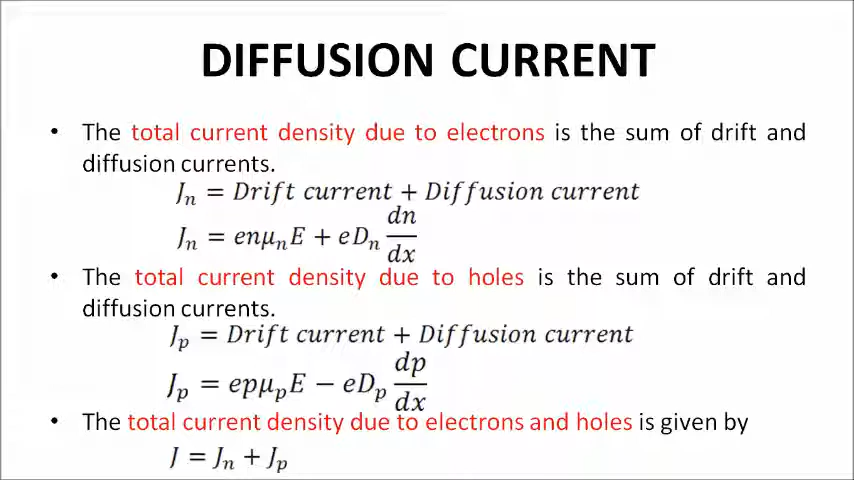 DIFFUSION CURRENT
• The total current density due to electrons is the sum of drift and
diffusion currents.
Jₙ = Drift current + Diffusion current
Jₙ = enμₙE + eDₙ dn/dx
• The total current density due to holes is the sum of drift and
diffusion currents.
Jₚ = Drift current + Diffusion current
Jₚ = epμₚE − eDₚ dp/dx
• The total current density due to electrons and holes is given by
J = Jₙ + Jₚ